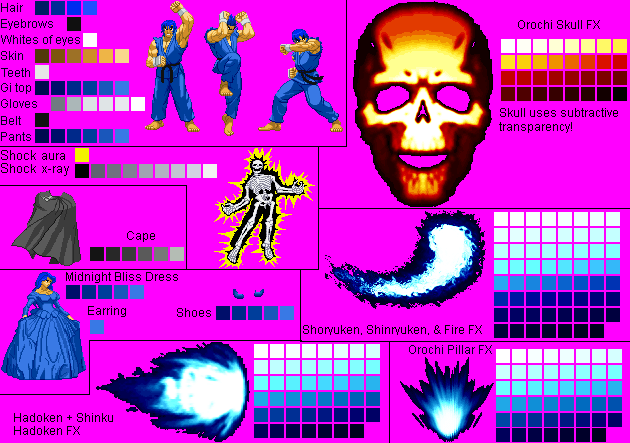 Hair
Eyebrows
Whites of eyes
Skin
Teeth
Gi top
Gloves
Belt
Pants
Orochi Skull FX
Skull uses subtractive
transparency!
Shock aura
Shock x-ray
Cape
Midnight Bliss Dress
Earring
Shoes
Shoryuken, Shinryuken, & Fire FX
Orochi Pillar FX
Hadoken + Shinku
Hadoken FX